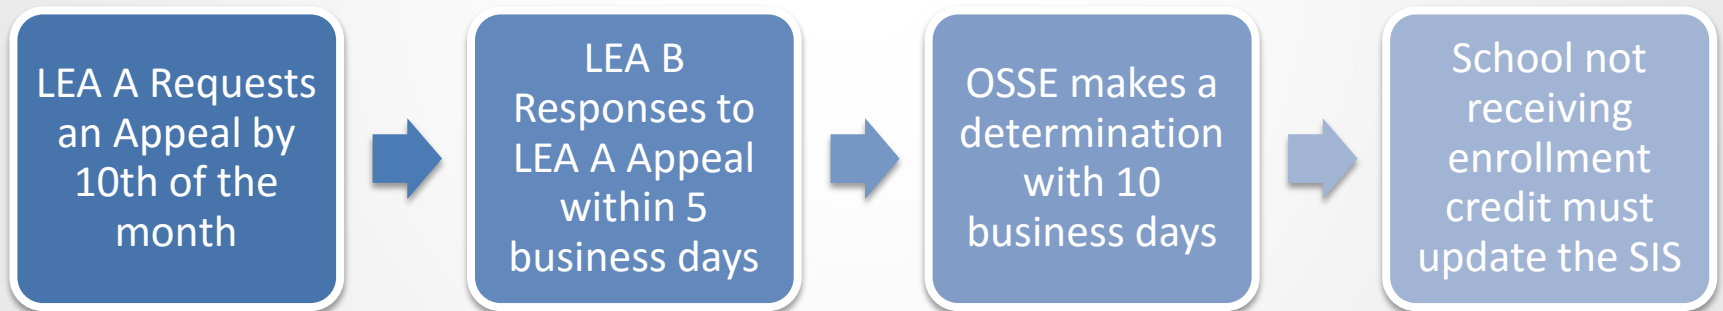 LEA A Requests
an Appeal by
10th of the
month
LEA B
Responses to
LEA A Appeal
within 5
business days
OSSE makes a
determination
with 10
business days
School not
receiving
enrollment
credit must
update the SIS